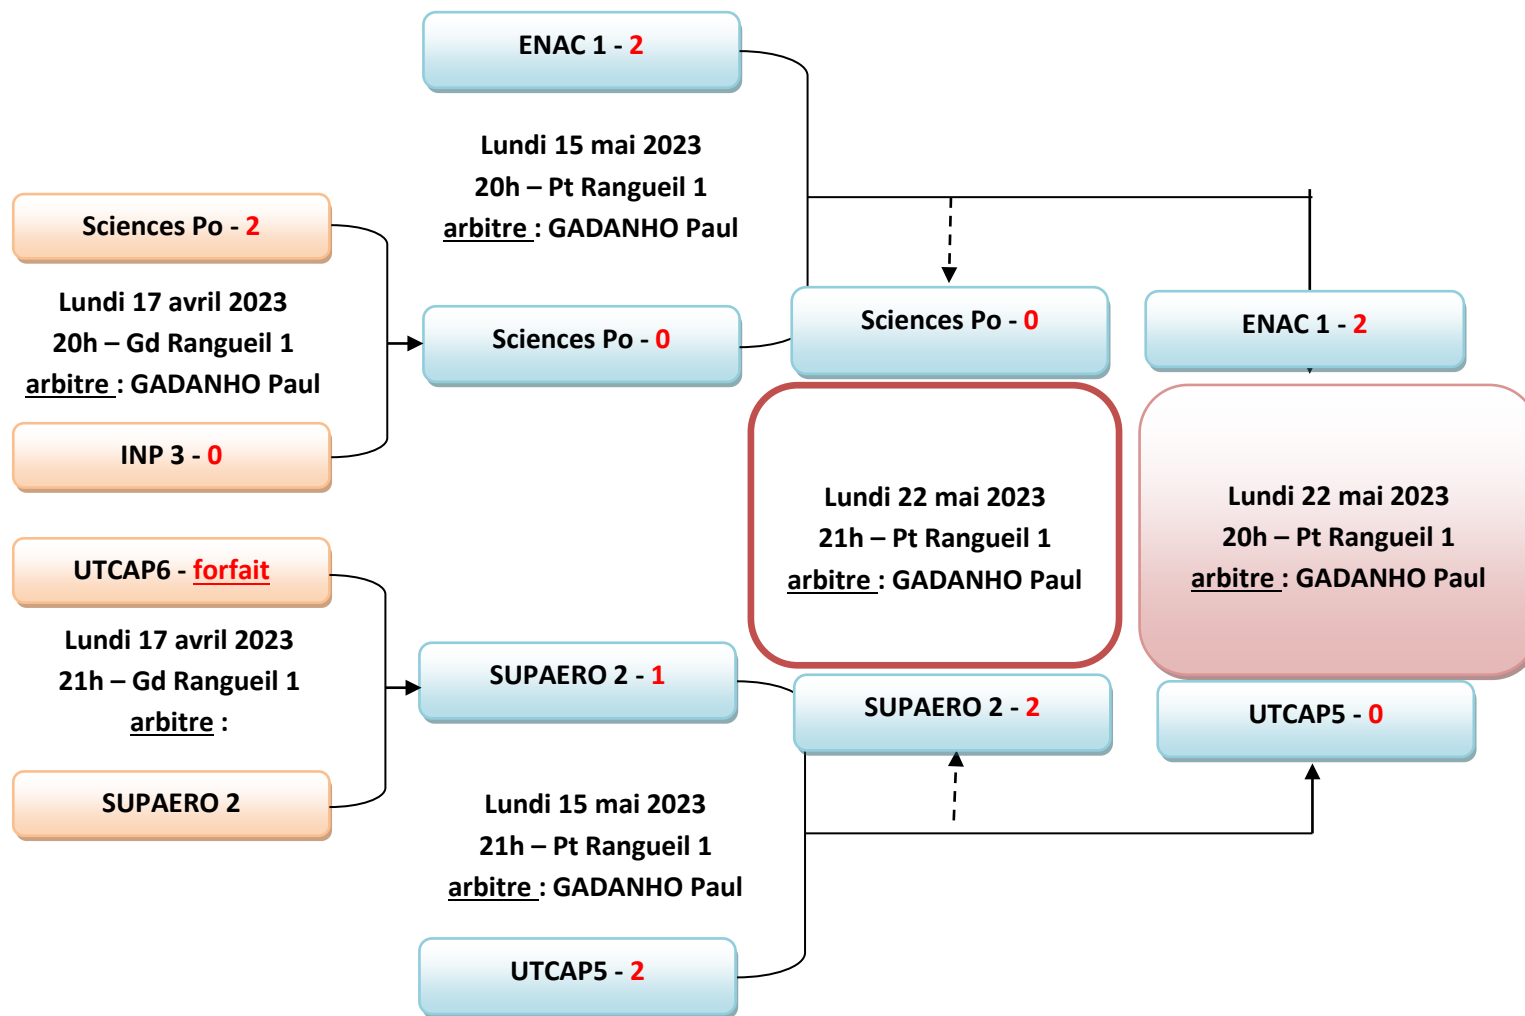 ENAC 1 - 2
Lundi 15 mai 2023
20h – Pt Rangueil 1
arbitre : GADANHO Paul
Sciences Po - 2
Lundi 17 avril 2023
20h – Gd Rangueil 1
arbitre : GADANHO Paul
INP 3 - 0
Sciences Po - 0
Sciences Po - 0
ENAC 1 - 2
Lundi 22 mai 2023
21h – Pt Rangueil 1
arbitre : GADANHO Paul
Lundi 22 mai 2023
20h – Pt Rangueil 1
arbitre : GADANHO Paul
UTCAP6 - forfait
Lundi 17 avril 2023
21h – Gd Rangueil 1
arbitre :
SUPAERO 2
SUPAERO 2 - 1
SUPAERO 2 - 2
UTCAP5 - 0
Lundi 15 mai 2023
21h – Pt Rangueil 1
arbitre : GADANHO Paul
UTCAP5 - 2